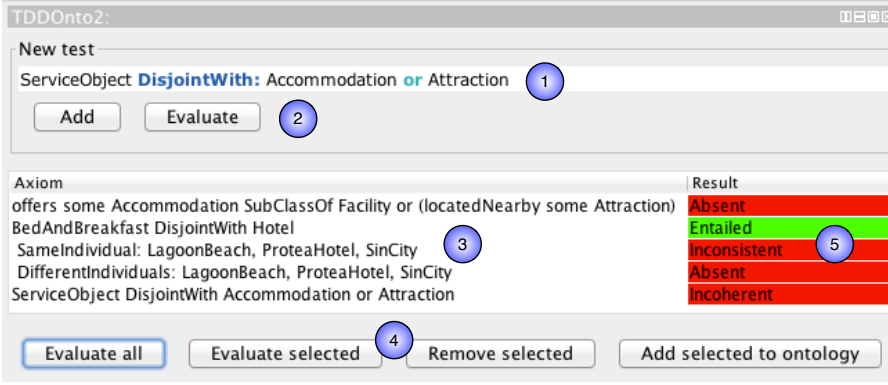 TDDOnto2:
New test
ServiceObject DisjointWith: Accommodation or Attraction 1
Add Evaluate 2
Axiom Result
offers some Accommodation SubClassOf Facility or (locatedNearby some Attraction) Absent
BedAndBreakfast DisjointWith Hotel Entailed
SameIndividual: LagoonBeach, ProteaHotel, SinCity 3 Inconsistent 5
DifferentIndividuals: LagoonBeach, ProteaHotel, SinCity Absent
ServiceObject DisjointWith Accommodation or Attraction Incoherent
Evaluate all Evaluate selected 4 Remove selected Add selected to ontology